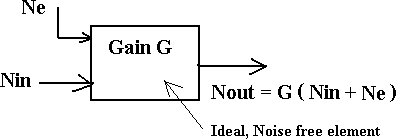 Ne
Gain G
Nin
Nout = G ( Nin + Ne )
Ideal, Noise free element